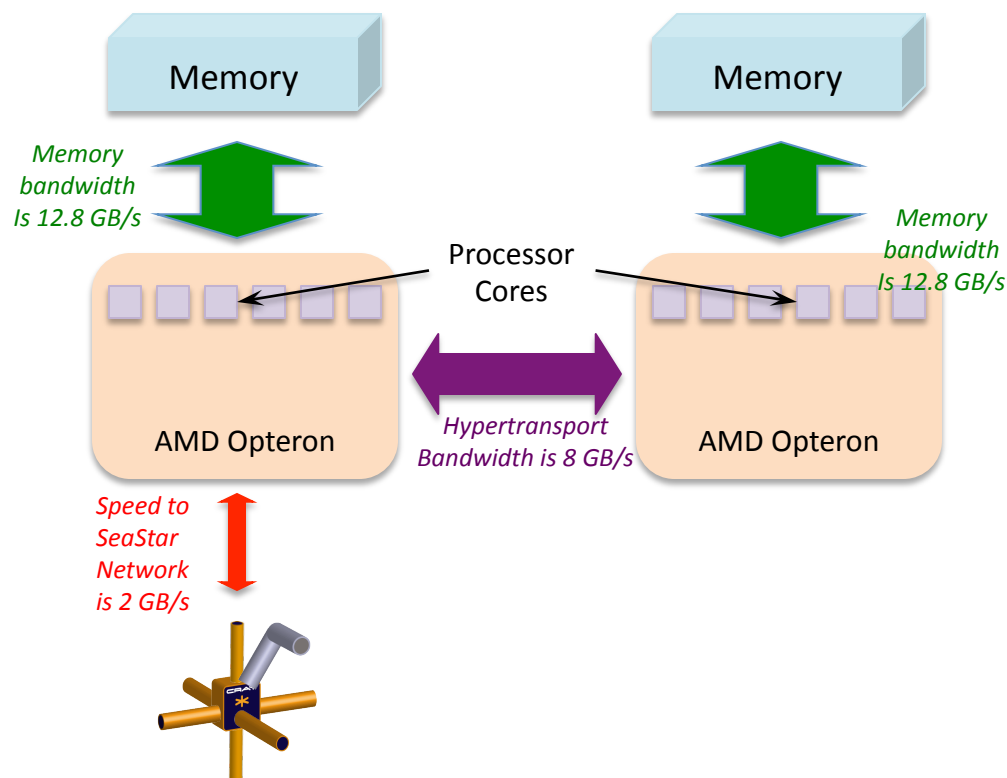 Memory
Memory
Memory
bandwidth
Is 12.8 GB/s
Memory
bandwidth
Is 12.8 GB/s
Processor
Cores
AMD Opteron
Hypertransport
Bandwidth is 8 GB/s
AMD Opteron
Speed to
SeaStar
Network
is 2 GB/s
CRAY